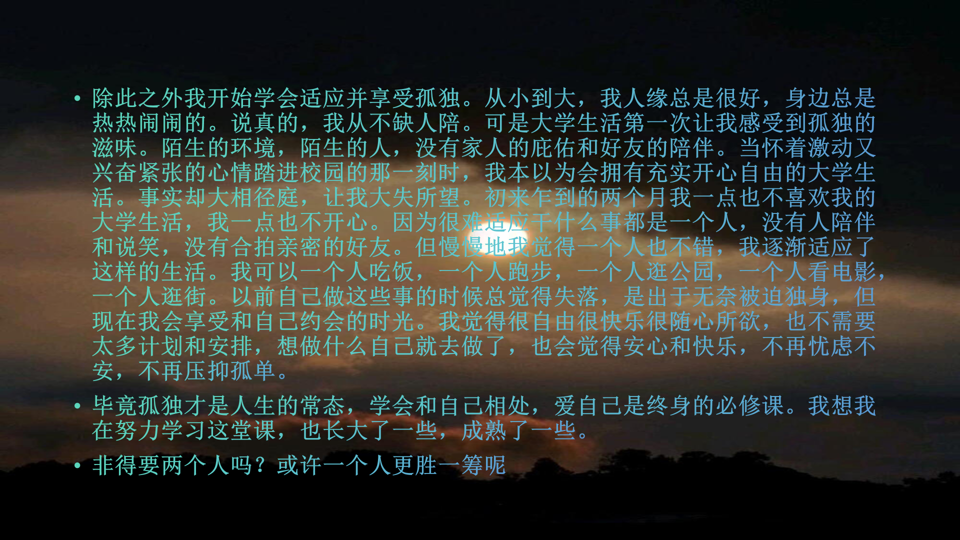 • 除此之外我开始学会适应并享受孤独。从小到大，我人缘总是很好，身边总是
热热闹闹的。说真的，我从不缺人陪。可是大学生活第一次让我感受到孤独的
滋味。陌生的环境，陌生的人，没有家人的庇佑和好友的陪伴。当怀着激动又
兴奋紧张的心情踏进校园的那一刻时，我本以为会拥有充实开心自由的大学生
活。事实却大相径庭，让我大失所望。初来乍到的两个月我一点也不喜欢我的
大学生活，我一点也不开心。因为很难适应干什么事都是一个人，没有人陪伴
和说笑，没有合拍亲密的好友。但慢慢地我觉得一个人也不错，我逐渐适应了
这样的生活。我可以一个人吃饭，一个人跑步，一个人逛公园，一个人看电影，
一个人逛街。以前自己做这些事的时候总觉得失落，是出于无奈被迫独身，但
现在我会享受和自己约会的时光。我觉得很自由很快乐很随心所欲，也不需要
太多计划和安排，想做什么自己就去做了，也会觉得安心和快乐，不再忧虑不
安，不再压抑孤单。
• 毕竟孤独才是人生的常态，学会和自己相处，爱自己是终身的必修课。我想我
在努力学习这堂课，也长大了一些，成熟了一些。
• 非得要两个人吗？或许一个人更胜一筹呢